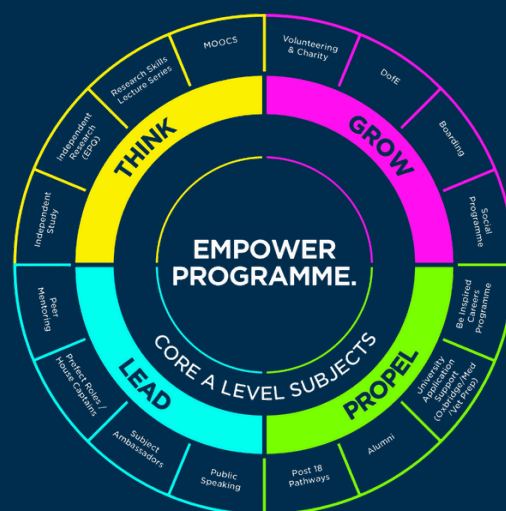 EMPOWER
PROGRAMME.
CORE A LEVEL SUBJECTS
THINK
Independent
Study
Independent
Research
(EPQ)
Research Skills
Lecture Series
MOOCS
GROW
Volunteering
& Charity
DofE
Boarding
Social
Programme
PROPEL
Be Inspired
Careers
Programme
University
Application
Support
(Oxbridge/Med
/Vet Prep)
Alumni
Post 18
Pathways
LEAD
Public
Speaking
Subject
Ambassadors
Prefect Roles /
House Captains
Peer
Mentoring